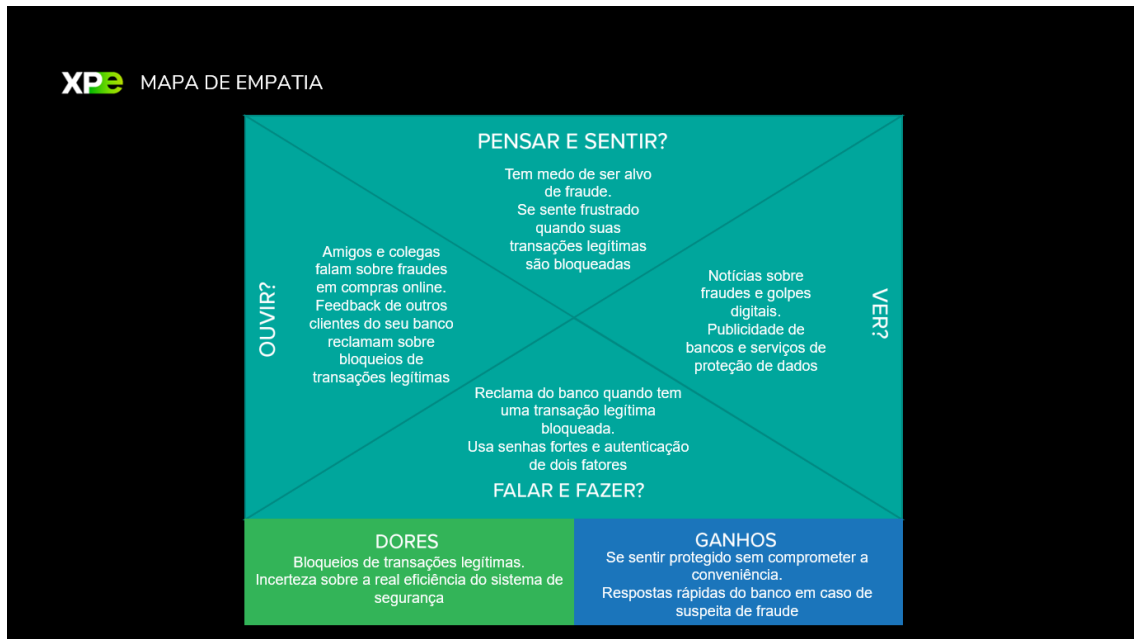 XPe
MAPA DE EMPATIA
PENSAR E SENTIR?
Tem medo de ser alvo
de fraude.
Se sente frustrado
quando suas
transações legítimas
são bloqueadas
OUVIR?
Amigos e colegas
falam sobre fraudes
em compras online.
Feedback de outros
clientes do seu banco
reclamam sobre
bloqueios de
transações legítimas
Notícias sobre
fraudes e golpes
digitais.
Publicidade de
bancos e serviços de
proteção de dados
VER?
Reclama do banco quando tem
uma transação legítima
bloqueada.
Usa senhas fortes e autenticação
de dois fatores
FALAR E FAZER?
DORES
Bloqueios de transações legítimas.
Incerteza sobre a real eficiência do sistema de
segurança
GANHOS
Se sentir protegido sem comprometer a
conveniência.
Respostas rápidas do banco em caso de
suspeita de fraude